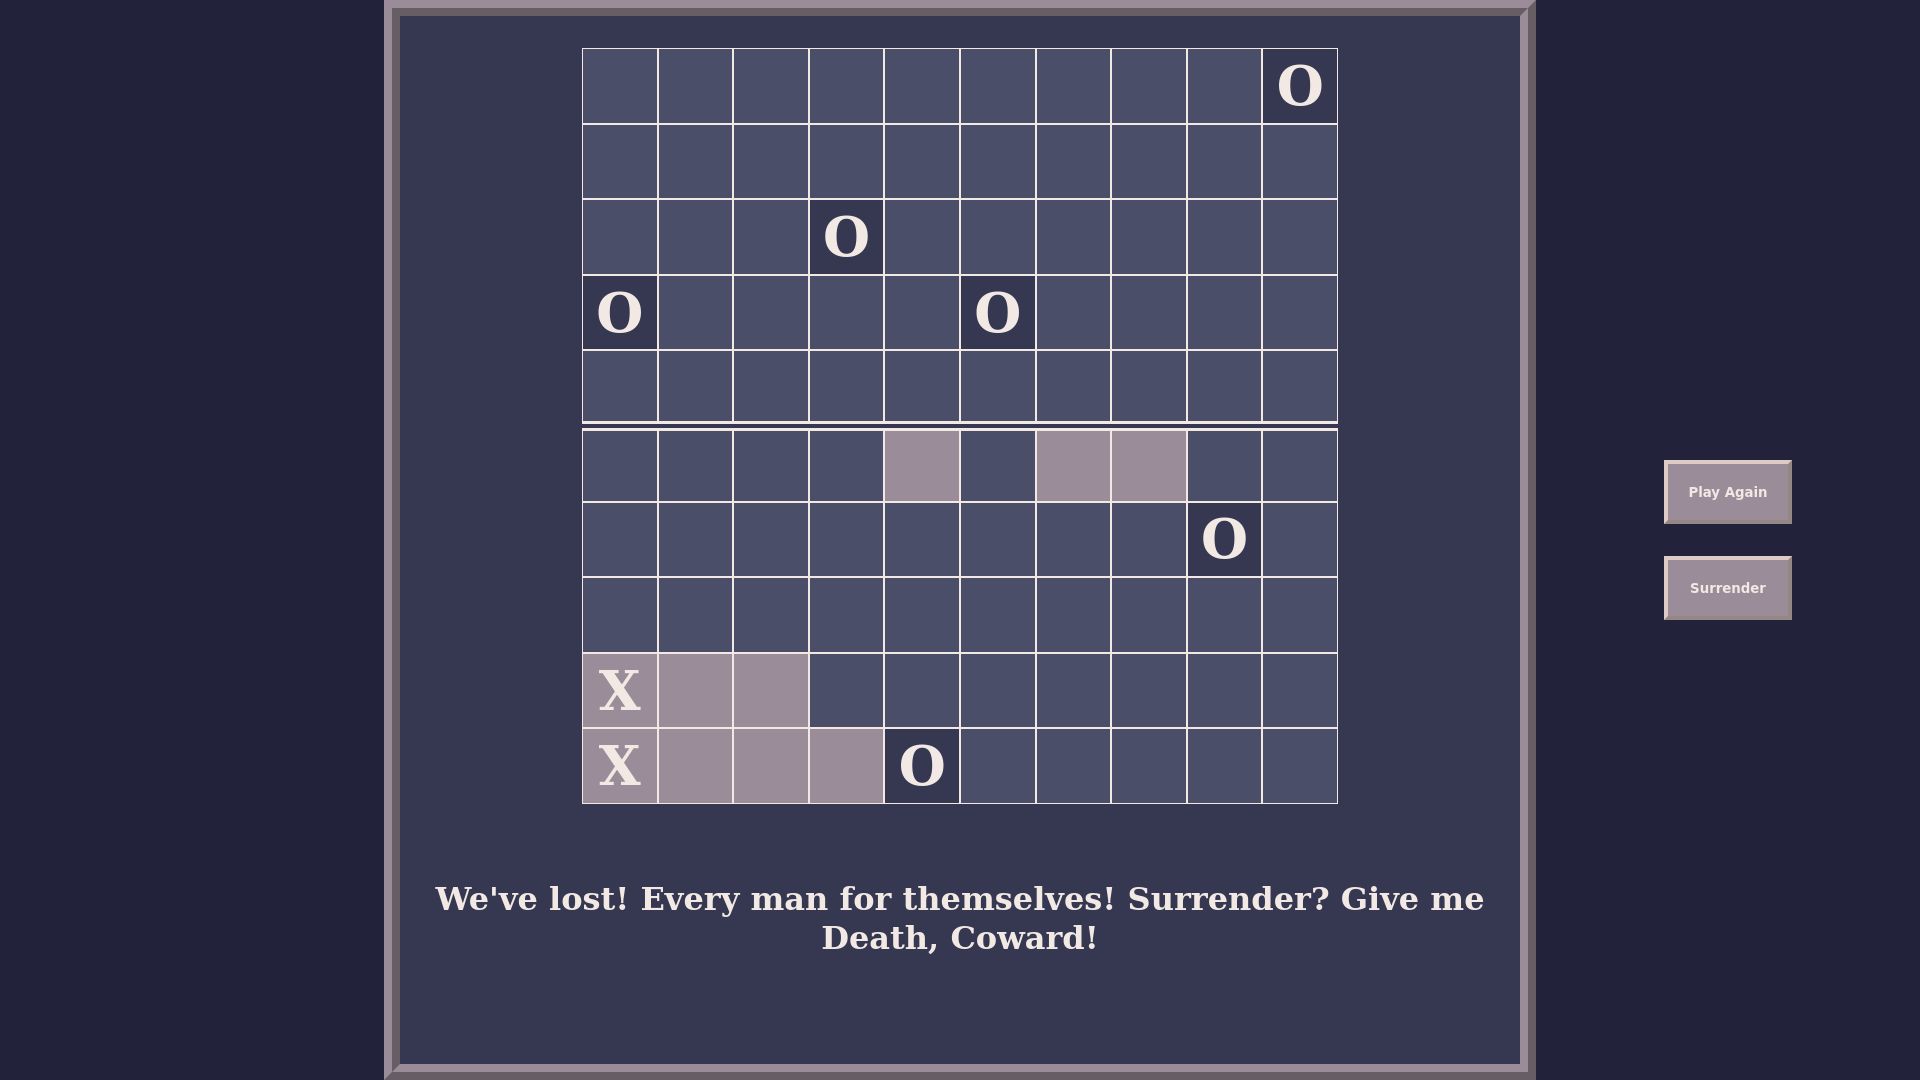 O
O
O
O
O
X
X
O
Play Again
Surrender
We've lost! Every man for themselves! Surrender? Give me
Death, Coward!